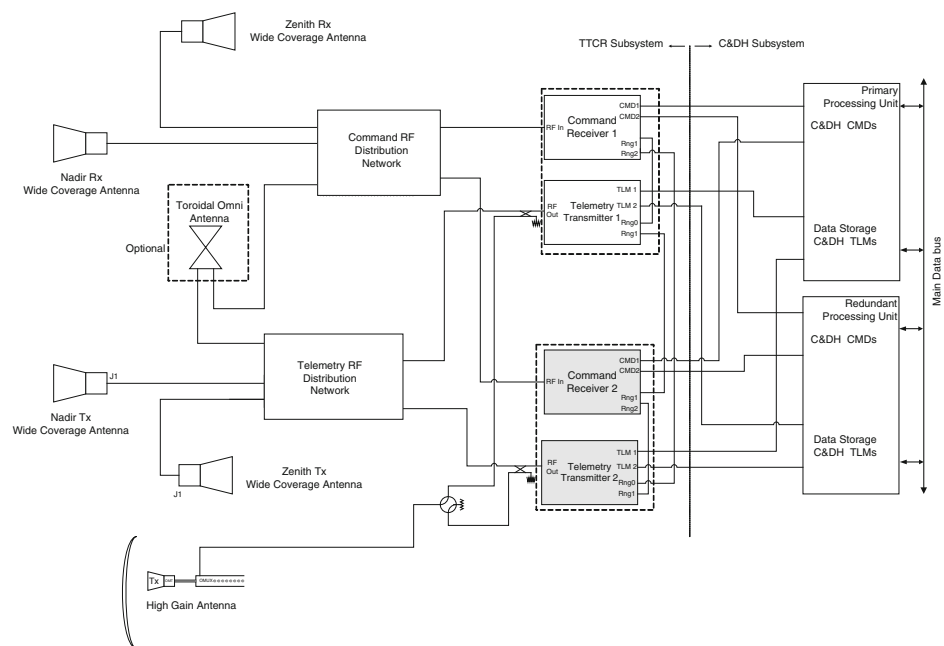 Zenith Rx
Wide Coverage Antenna
TTCR Subsystem
C&DH Subsystem
Nadir Rx
Wide Coverage Antenna
Command RF
Distribution
Network
RF In
Command
Receiver 1
CMD1
CMD2
Rng1
Rng2
Primary
Processing Unit
C&DH CMDs
Data Storage
C&DH TLMs
Toroidal Omni
Antenna
Optional
RF
Out
Telemetry
Transmitter 1
TLM 1
TLM 2
Rng0
Rng1
Main Data bus
Redundant
Processing Unit
C&DH CMDs
Data Storage
C&DH TLMs
Telemetry RF
Distribution
Network
RF In
Command
Receiver 2
CMD1
CMD2
Rng1
Rng2
J1
Nadir Tx
Wide Coverage Antenna
J1
Zenith Tx
Wide Coverage Antenna
RF
Out
Telemetry
Transmitter 2
TLM 1
TLM 2
Rng0
Rng1
Tx
OMUX
High Gain Antenna